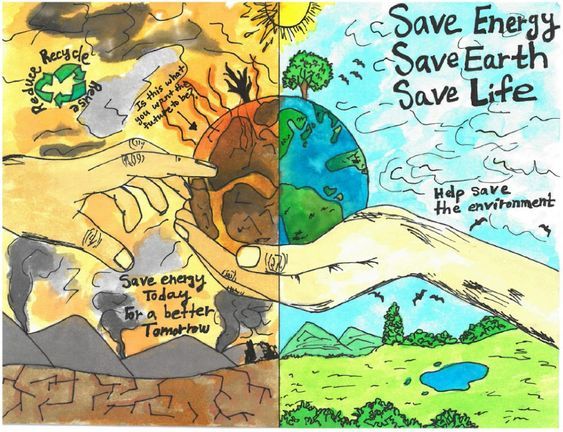 Reduce Recycle
Reuse
Is this what
you want the
future to be?
Save energy
Today
For a better
Tomorrow
Save Energy
Save Earth
Save Life
Help save
the environment